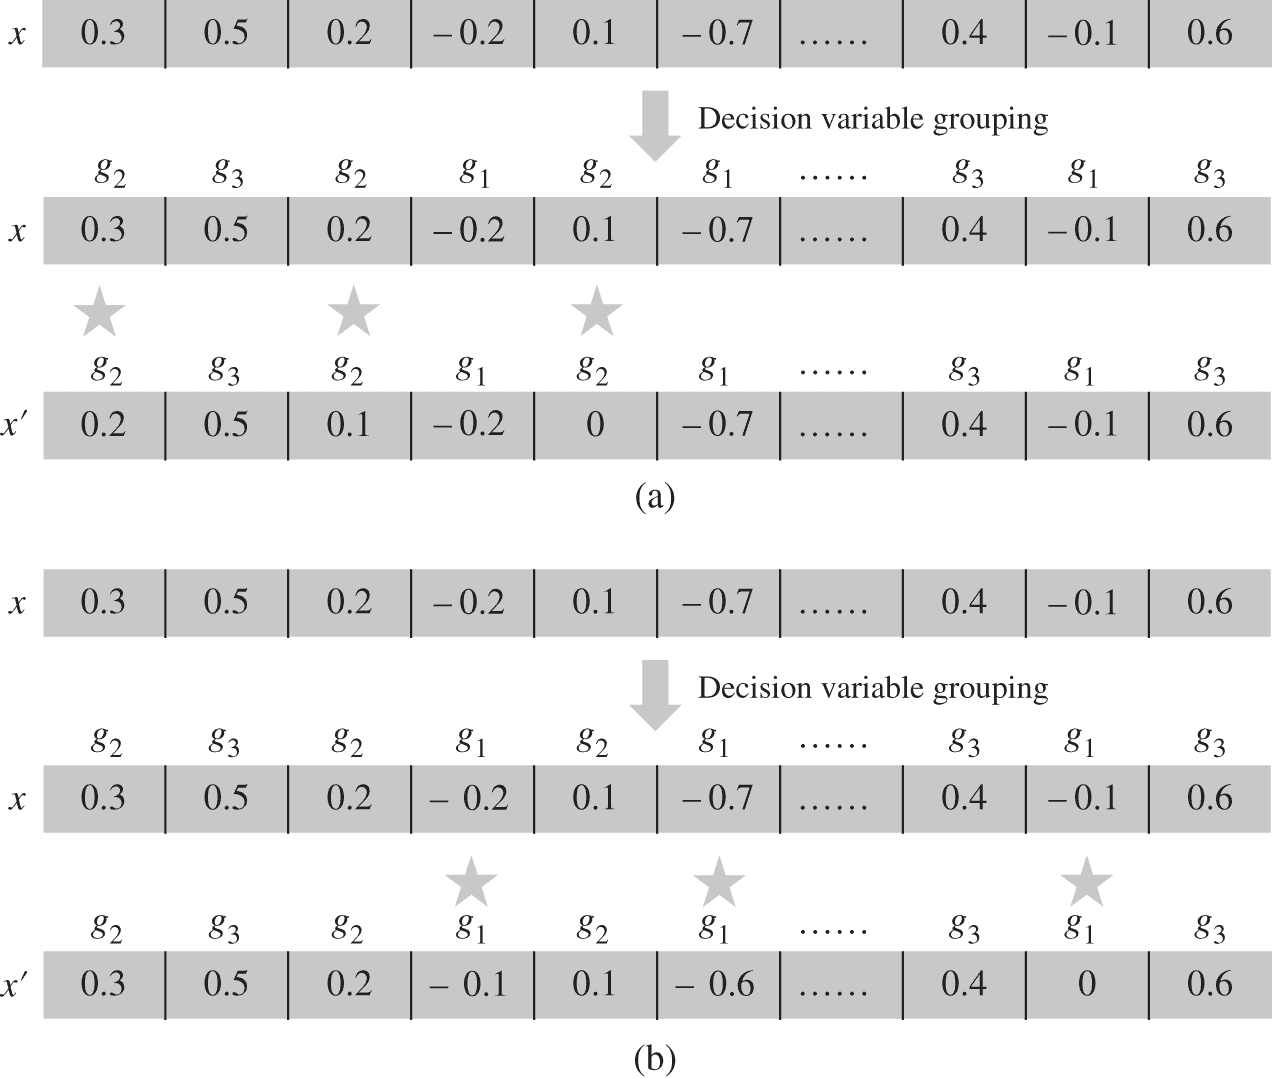 x 0.3 0.5 0.2 – 0.2 0.1 – 0.7 ...... 0.4 – 0.1 0.6
Decision variable grouping
g2 g3 g2 g1 g2 g1 ...... g3 g1 g3
x 0.3 0.5 0.2 – 0.2 0.1 – 0.7 ...... 0.4 – 0.1 0.6
g2 g3 g2 g1 g2 g1 ...... g3 g1 g3
x′ 0.2 0.5 0.1 – 0.2 0 – 0.7 ...... 0.4 – 0.1 0.6
(a)
x 0.3 0.5 0.2 – 0.2 0.1 – 0.7 ...... 0.4 – 0.1 0.6
Decision variable grouping
g2 g3 g2 g1 g2 g1 ...... g3 g1 g3
x 0.3 0.5 0.2 – 0.2 0.1 – 0.7 ...... 0.4 – 0.1 0.6
g2 g3 g2 g1 g2 g1 ...... g3 g1 g3
x′ 0.3 0.5 0.2 – 0.1 0.1 – 0.6 ...... 0.4 0 0.6
(b)